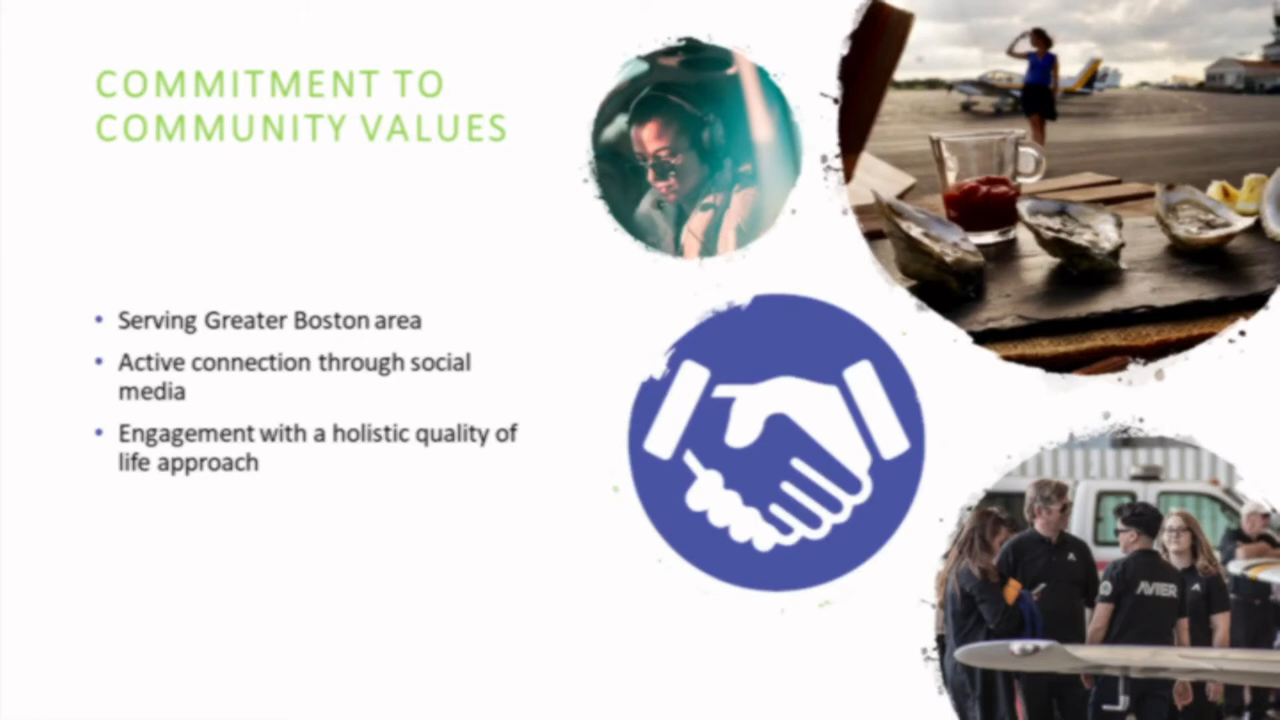 COMMITMENT TO
COMMUNITY VALUES
• Serving Greater Boston area
• Active connection through social
media
• Engagement with a holistic quality of
life approach
AVIER